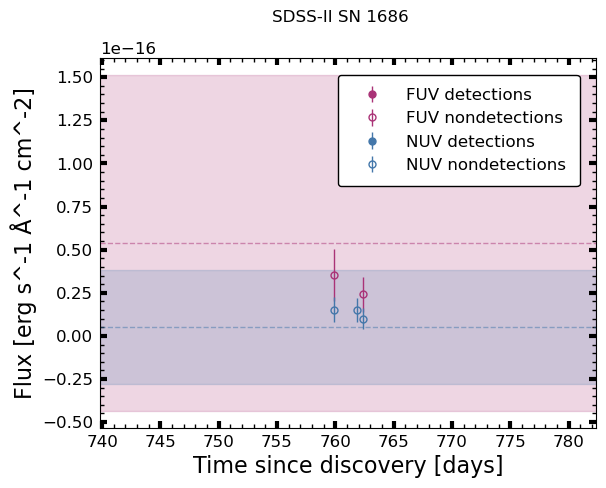 SDSS-II SN 1686
1e−16
1.50
1.25
1.00
0.75
0.50
0.25
0.00
−0.25
−0.50
Flux [erg s^-1 Å^-1 cm^-2]
FUV detections
FUV nondetections
NUV detections
NUV nondetections
740 745 750 755 760 765 770 775 780
Time since discovery [days]